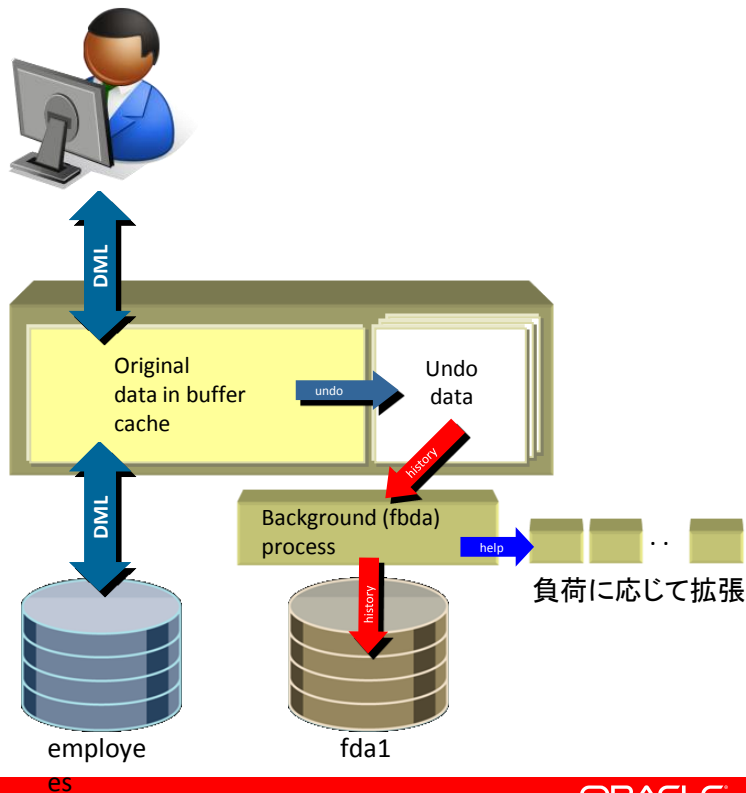 DML
Original
data in buffer
cache
undo
Undo
data
history
DML
Background (fbda)
process
help
. .
負荷に応じて拡張
history
employe
es
fda1
ORACLE